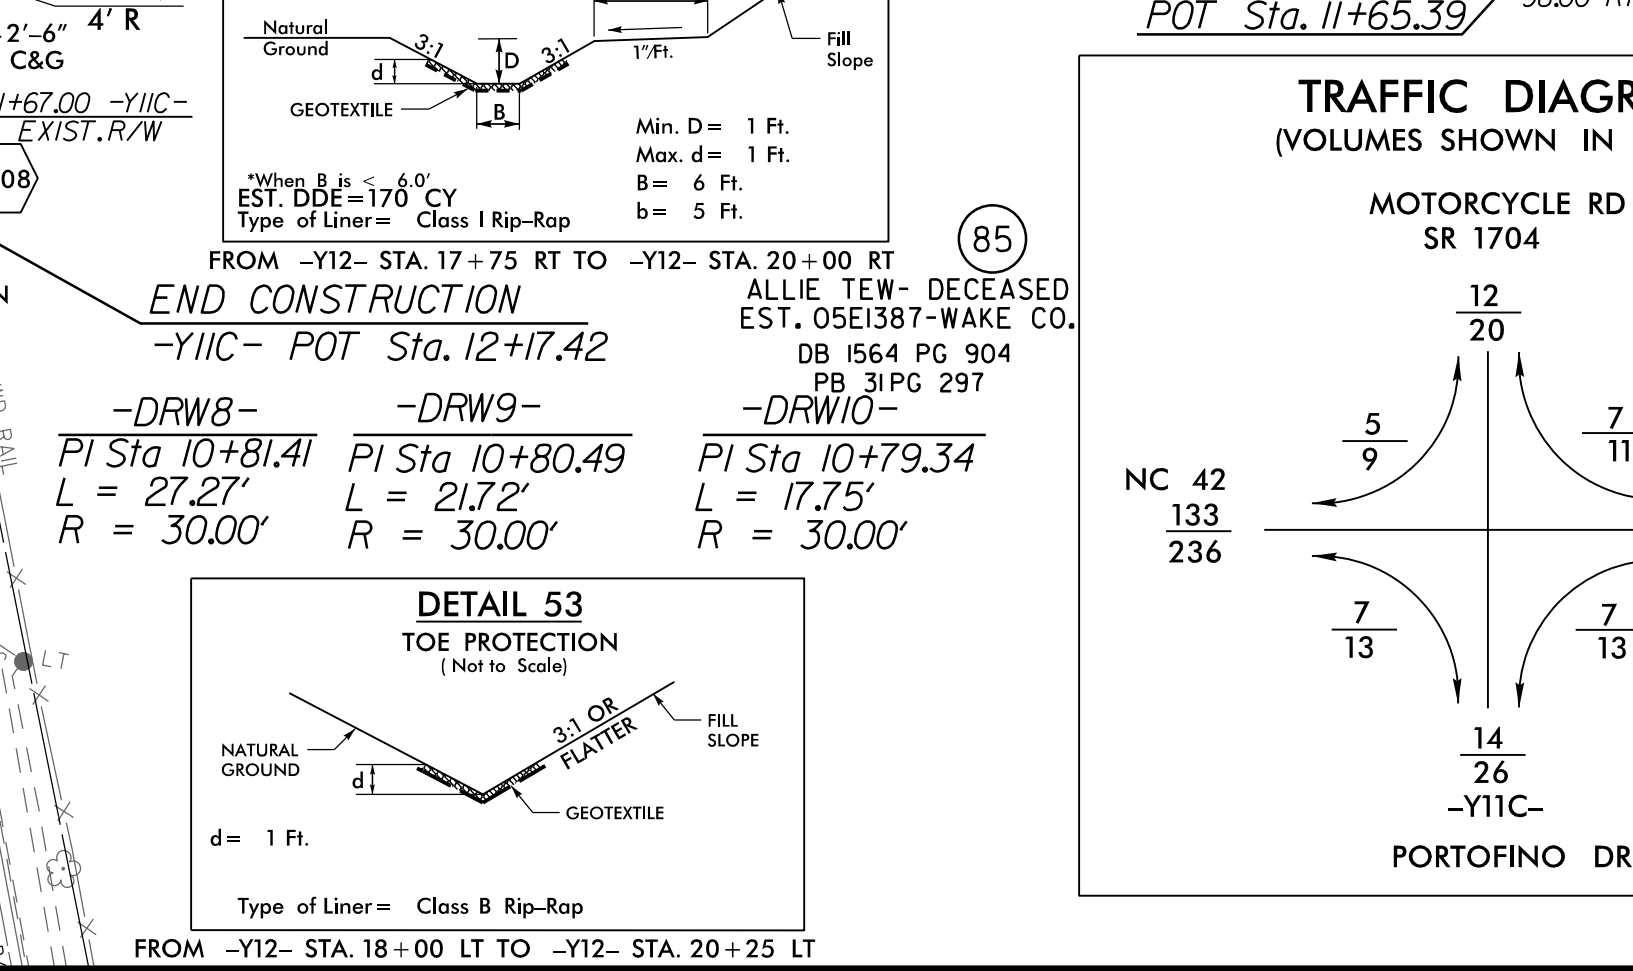 4' R
2'-6"
C&G
+67.00 -Y11C-
EXIST. R/W
08
Natural
Ground
3:1
d
D
3:1
1"/Ft.
Fill
Slope
GEOTEXTILE
B
Min. D = 1 Ft.
Max. d = 1 Ft.
B = 6 Ft.
b = 5 Ft.
*When B is < 6.0'
EST. DDE = 170 CY
Type of Liner = Class I Rip-Rap
FROM -Y12- STA. 17+75 RT TO -Y12- STA. 20+00 RT
END CONSTRUCTION
-Y11C- POT Sta. 12+17.42
85
ALLIE TEW- DECEASED
EST. 05E1387-WAKE CO.
DB 1564 PG 904
PB 31 PG 297
-DRW8-
PI Sta 10+81.41
L = 27.27'
R = 30.00'
-DRW9-
PI Sta 10+80.49
L = 21.72'
R = 30.00'
-DRW10-
PI Sta 10+79.34
L = 17.75'
R = 30.00'
LT
DETAIL 53
TOE PROTECTION
(Not to Scale)
3:1 OR
FLATTER
FILL
SLOPE
NATURAL
GROUND
d
GEOTEXTILE
d = 1 Ft.
Type of Liner = Class B Rip-Rap
FROM -Y12- STA. 18+00 LT TO -Y12- STA. 20+25 LT
POT Sta. 11+65.39
TRAFFIC DIAGR
(VOLUMES SHOWN IN
MOTORCYCLE RD
SR 1704
12
20
5
9
7
11
NC 42
133
236
7
13
7
13
14
26
-Y11C-
PORTOFINO DR